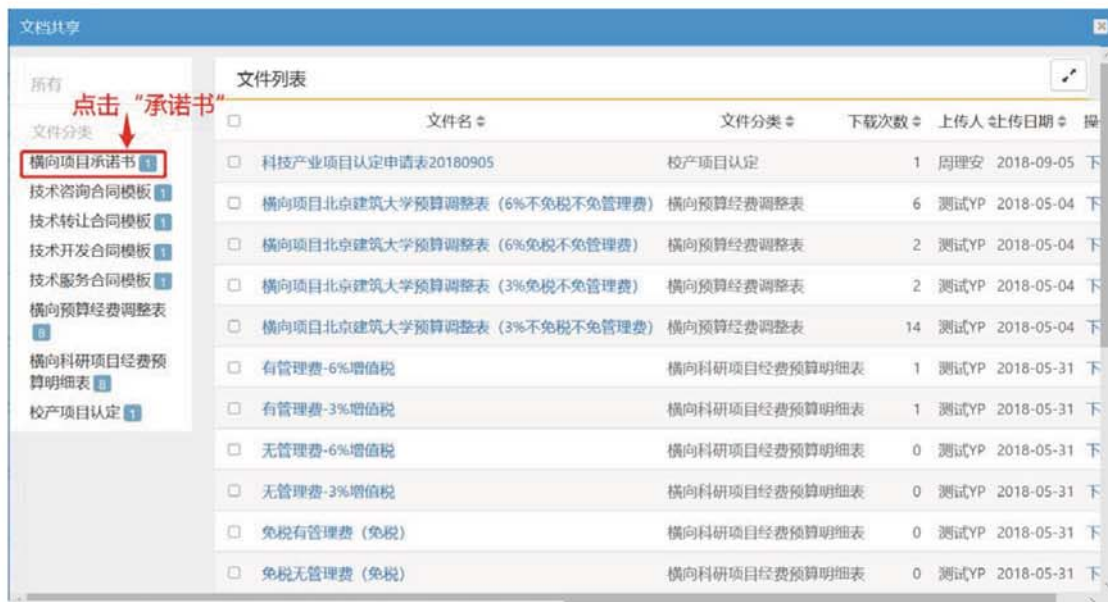 文档共享
所有
点击“承诺书”
文件分类
横向项目承诺书 1
技术咨询合同模板 1
技术转让合同模板 1
技术开发合同模板 1
技术服务合同模板 1
横向预算经费调整表
8
横向科研项目经费预
算明细表 8
校产项目认定 1
文件列表
文件名 文件分类 下载次数 上传人 上传日期 操
科技产业项目认定申请表20180905 校产项目认定 1 周理安 2018-09-05 下
横向项目北京建筑大学预算调整表（6%不免税不免管理费） 横向预算经费调整表 6 测试YP 2018-05-04 下
横向项目北京建筑大学预算调整表（6%免税不免管理费） 横向预算经费调整表 2 测试YP 2018-05-04 下
横向项目北京建筑大学预算调整表（3%免税不免管理费） 横向预算经费调整表 2 测试YP 2018-05-04 下
横向项目北京建筑大学预算调整表（3%不免税不免管理费） 横向预算经费调整表 14 测试YP 2018-05-04 下
有管理费-6%增值税 横向科研项目经费预算明细表 1 测试YP 2018-05-31 下
有管理费-3%增值税 横向科研项目经费预算明细表 1 测试YP 2018-05-31 下
无管理费-6%增值税 横向科研项目经费预算明细表 0 测试YP 2018-05-31 下
无管理费-3%增值税 横向科研项目经费预算明细表 0 测试YP 2018-05-31 下
免税有管理费（免税） 横向科研项目经费预算明细表 0 测试YP 2018-05-31 下
免税无管理费（免税） 横向科研项目经费预算明细表 0 测试YP 2018-05-31 下